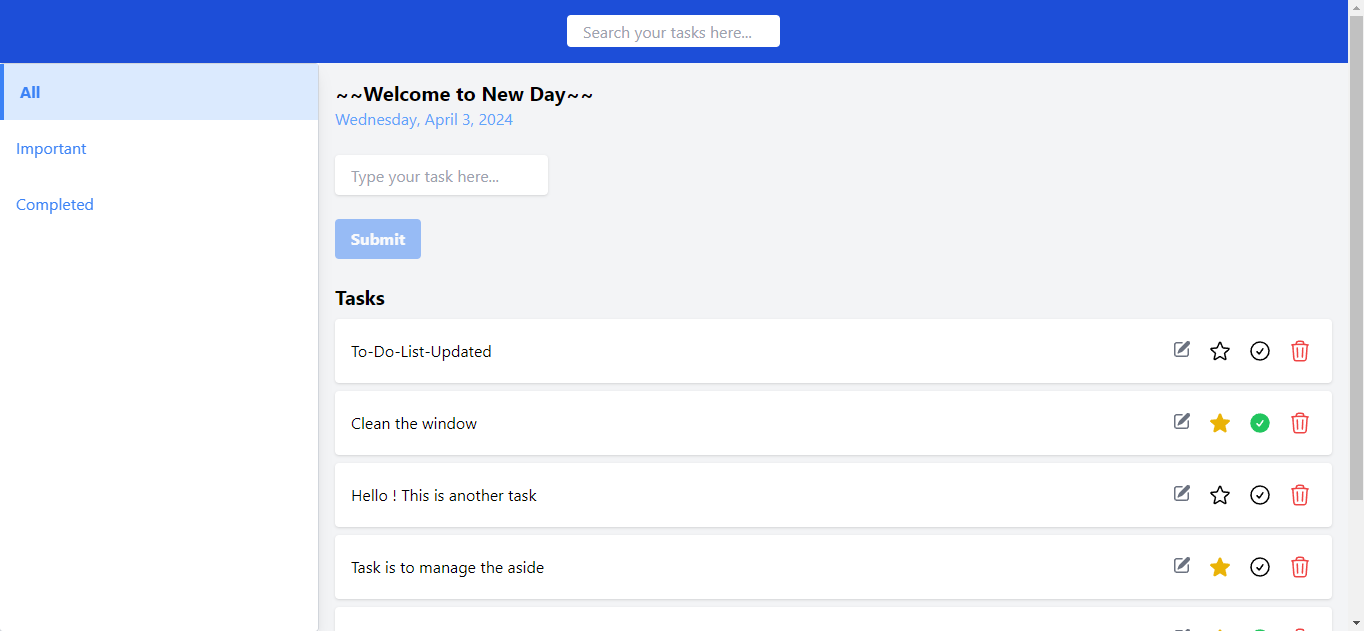 Search your tasks here...
All
Important
Completed
~~Welcome to New Day~~
Wednesday, April 3, 2024
Type your task here...
Submit
Tasks
To-Do-List-Updated
Clean the window
Hello ! This is another task
Task is to manage the aside